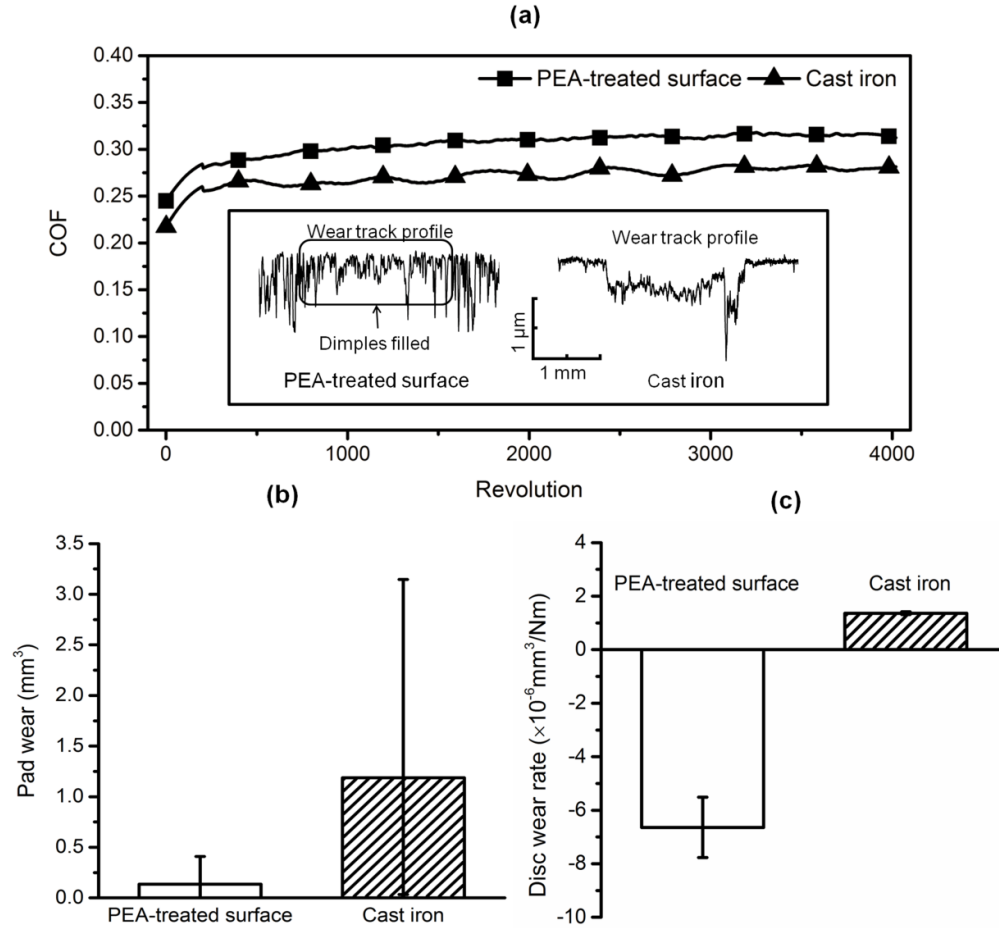 (a)
0.40
0.35
0.30
0.25
0.20
0.15
0.10
0.05
0.00
COF
PEA-treated surface
Cast iron
Wear track profile
Wear track profile
Dimples filled
1 µm
1 mm
PEA-treated surface
Cast iron
0
1000
2000
3000
4000
Revolution
(b)
3.5
3.0
2.5
2.0
1.5
1.0
0.5
0.0
Pad wear (mm³)
PEA-treated surface
Cast iron
(c)
4
2
0
-2
-4
-6
-8
-10
Disc wear rate (×10⁻⁶mm³/Nm)
PEA-treated surface
Cast iron